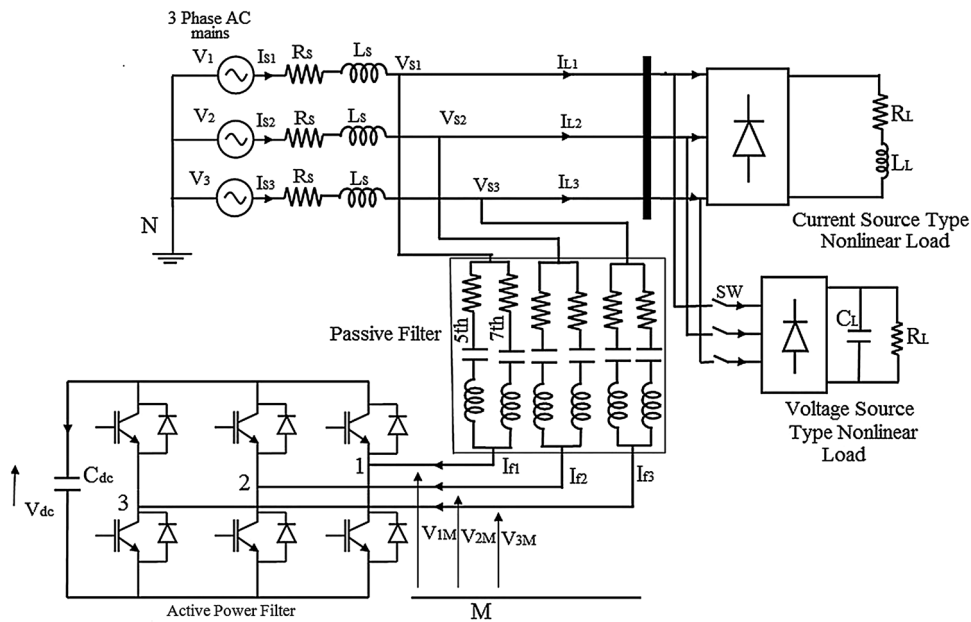 3 Phase AC
mains
V1
Is1
Rs
Ls
Vs1
IL1
V2
Is2
Rs
Ls
Vs2
IL2
RL
LL
V3
Is3
Rs
Ls
Vs3
IL3
N
Current Source Type
Nonlinear Load
SW
Passive Filter
5th
7th
CL
RL
Voltage Source
Type Nonlinear
Load
1
If1
Cdc
2
If2
If3
Vdc
3
V1M
V2M
V3M
Active Power Filter
M